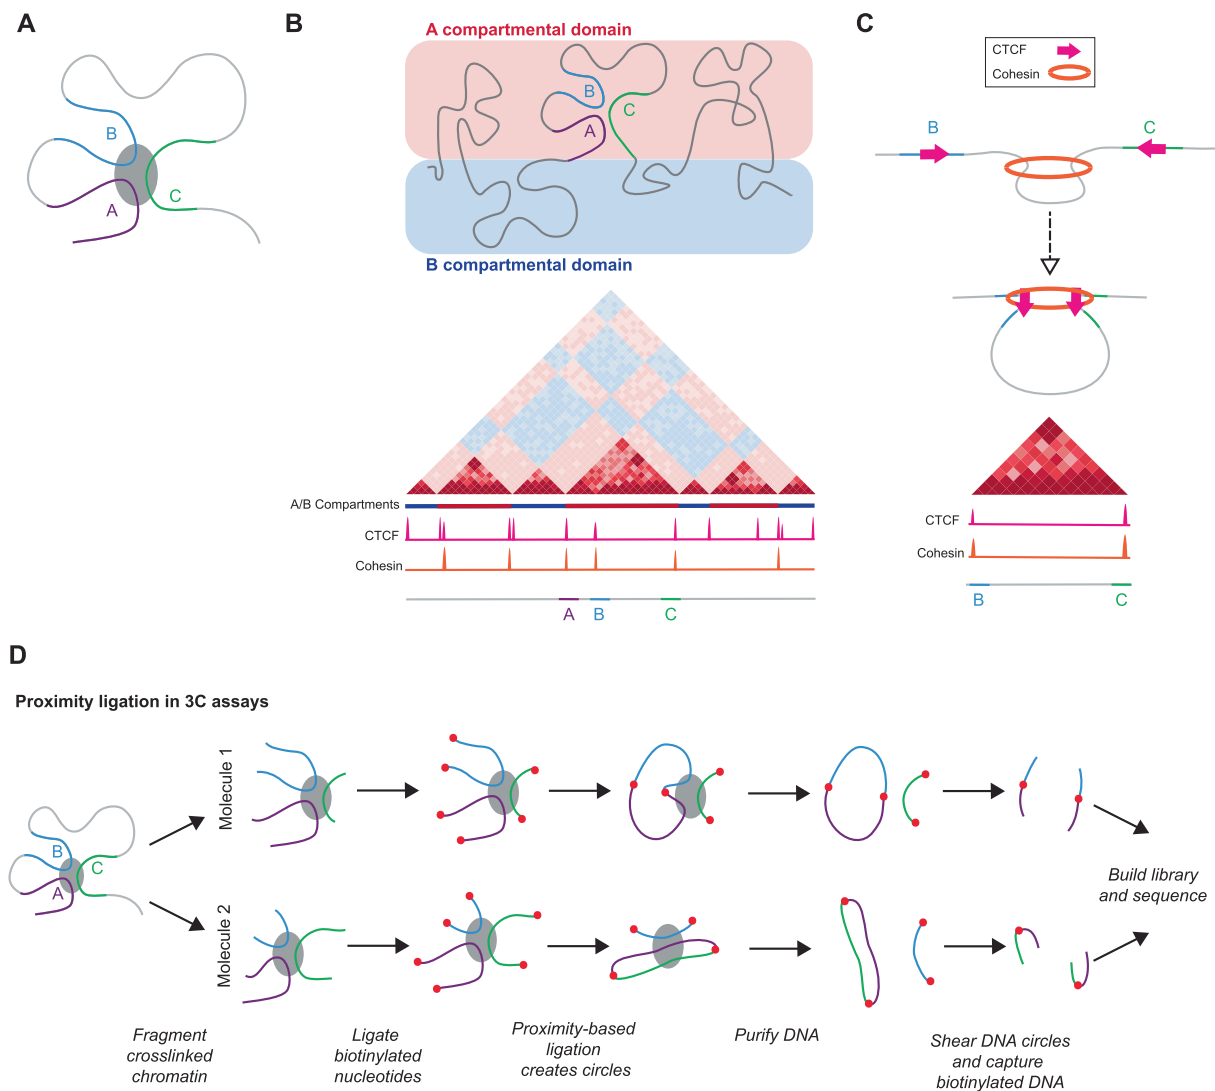 A
B
A
C
B
A compartmental domain
B
C
A
B compartmental domain
A/B Compartments
CTCF
Cohesin
A
B
C
C
CTCF
Cohesin
B
C
CTCF
Cohesin
B
C
D
Proximity ligation in 3C assays
B
C
A
Molecule 1
Molecule 2
Build library
and sequence
Fragment
crosslinked
chromatin
Ligate
biotinylated
nucleotides
Proximity-based
ligation
creates circles
Purify DNA
Shear DNA circles
and capture
biotinylated DNA